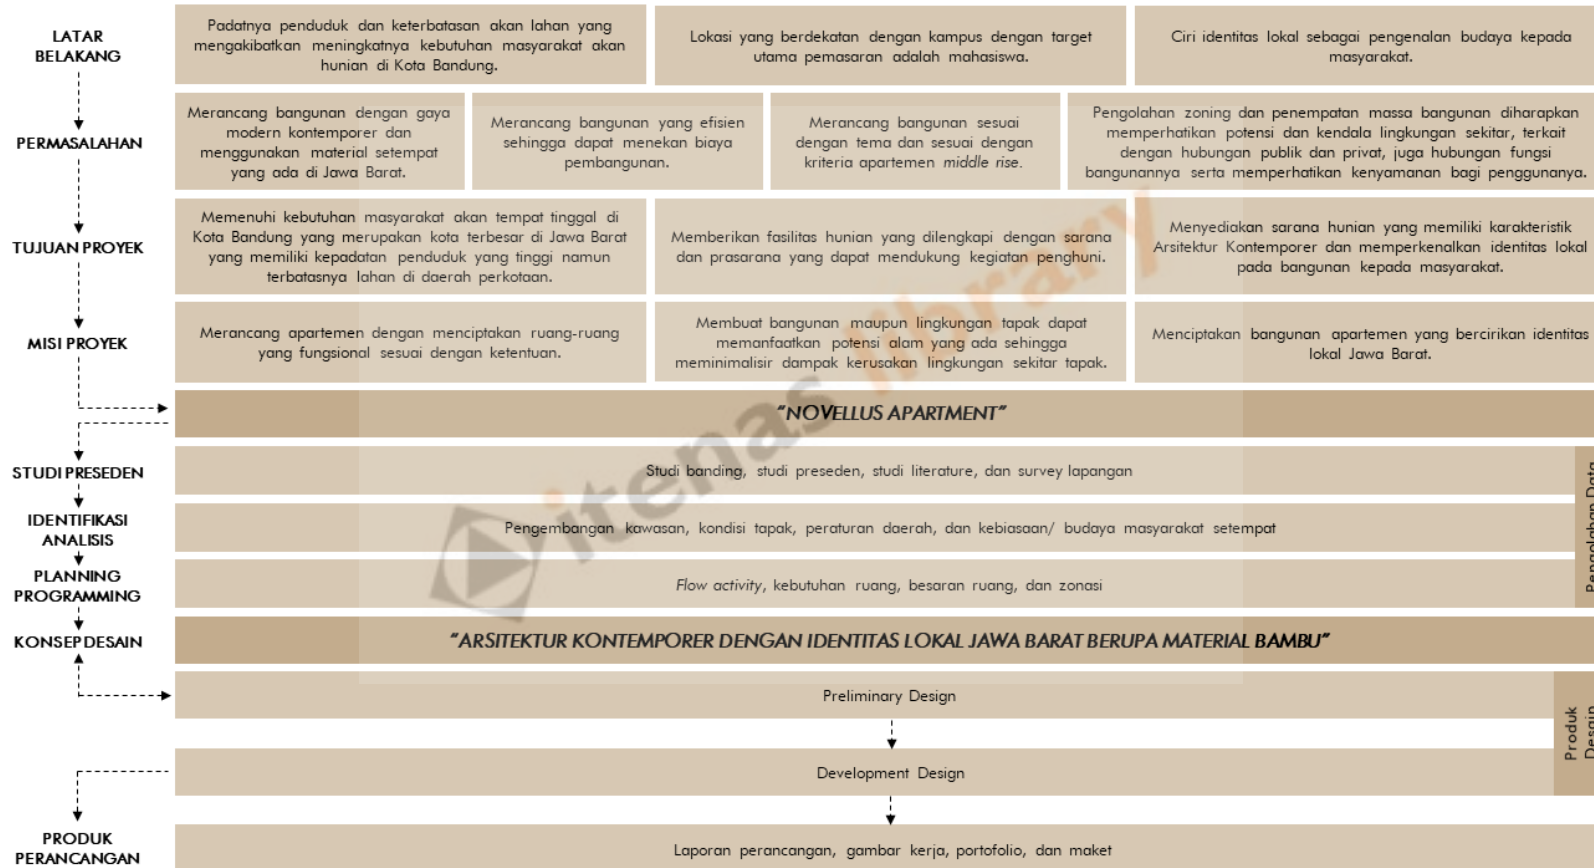 LATAR
BELAKANG
Padatnya penduduk dan keterbatasan akan lahan yang
mengakibatkan meningkatnya kebutuhan masyarakat akan
hunian di Kota Bandung.
Lokasi yang berdekatan dengan kampus dengan target
utama pemasaran adalah mahasiswa.
Ciri identitas lokal sebagai pengenalan budaya kepada
masyarakat.
PERMASALAHAN
Merancang bangunan dengan gaya
modern kontemporer dan
menggunakan material setempat
yang ada di Jawa Barat.
Merancang bangunan yang efisien
sehingga dapat menekan biaya
pembangunan.
Merancang bangunan sesuai
dengan tema dan sesuai dengan
kriteria apartemen middle rise.
Pengolahan zoning dan penempatan massa bangunan diharapkan
memperhatikan potensi dan kendala lingkungan sekitar, terkait
dengan hubungan publik dan privat, juga hubungan fungsi
bangunannya serta memperhatikan kenyamanan bagi penggunanya.
TUJUAN PROYEK
Memenuhi kebutuhan masyarakat akan tempat tinggal di
Kota Bandung yang merupakan kota terbesar di Jawa Barat
yang memiliki kepadatan penduduk yang tinggi namun
terbatasnya lahan di daerah perkotaan.
Memberikan fasilitas hunian yang dilengkapi dengan sarana
dan prasarana yang dapat mendukung kegiatan penghuni.
Menyediakan sarana hunian yang memiliki karakteristik
Arsitektur Kontemporer dan memperkenalkan identitas lokal
pada bangunan kepada masyarakat.
MISI PROYEK
Merancang apartemen dengan menciptakan ruang-ruang
yang fungsional sesuai dengan ketentuan.
Membuat bangunan maupun lingkungan tapak dapat
memanfaatkan potensi alam yang ada sehingga
meminimalisir dampak kerusakan lingkungan sekitar tapak.
Menciptakan bangunan apartemen yang bercirikan identitas
lokal Jawa Barat.
"NOVELLUS APARTMENT"
STUDI PRESEDEN
Studi banding, studi preseden, studi literature, dan survey lapangan
IDENTIFIKASI
ANALISIS
Pengembangan kawasan, kondisi tapak, peraturan daerah, dan kebiasaan/ budaya masyarakat setempat
PLANNING
PROGRAMMING
Flow activity, kebutuhan ruang, besaran ruang, dan zonasi
Pengolahan Data
KONSEP DESAIN
"ARSITEKTUR KONTEMPORER DENGAN IDENTITAS LOKAL JAWA BARAT BERUPA MATERIAL BAMBU"
Preliminary Design
Produk
Desain
Development Design
PRODUK
PERANCANGAN
Laporan perancangan, gambar kerja, portofolio, dan maket
itenas library